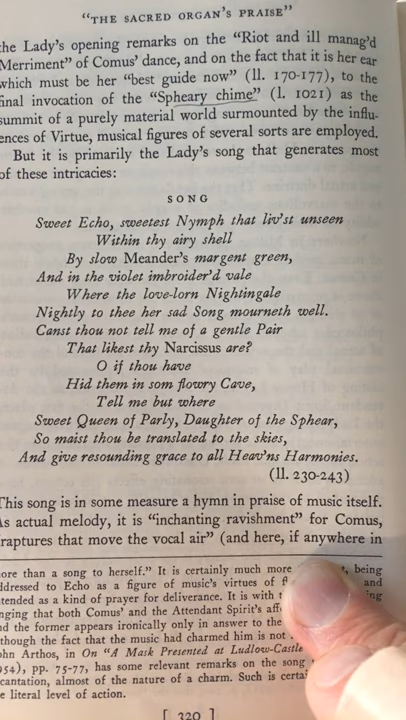 "THE SACRED ORGAN'S PRAISE"
the Lady's opening remarks on the "Riot and ill manag'd
Merriment" of Comus' dance, and on the fact that it is her ear
which must be her "best guide now" (ll. 170-177), to the
final invocation of the "Spheary chime" (l. 1021) as the
summit of a purely material world surmounted by the influ-
ences of Virtue, musical figures of several sorts are employed.
But it is primarily the Lady's song that generates most
of these intricacies:
SONG
Sweet Echo, sweetest Nymph that liv'st unseen
Within thy airy shell
By slow Meander's margent green,
And in the violet imbroider'd vale
Where the love-lorn Nightingale
Nightly to thee her sad Song mourneth well.
Canst thou not tell me of a gentle Pair
That likest thy Narcissus are?
O if thou have
Hid them in som flowry Cave,
Tell me but where
Sweet Queen of Parly, Daughter of the Sphear,
So maist thou be translated to the skies,
And give resounding grace to all Heav'ns Harmonies.
(ll. 230-243)
This song is in some measure a hymn in praise of music itself.
As actual melody, it is "inchanting ravishment" for Comus,
raptures that move the vocal air" (and here, if anywhere in
ore than a song to herself." It is certainly much more being
ddressed to Echo as a figure of music's virtues of and
tended as a kind of prayer for deliverance. It is with
nging that both Comus' and the Attendant Spirit's
nd the former appears ironically only in answer to the
though the fact that the music had charmed him is not
ohn Arthos, in On "A Mask Presented at Ludlow-Castle
954), pp. 75-77, has some relevant remarks on the song
cantation, almost of the nature of a charm. Such is
e literal level of action.
[ 320 ]